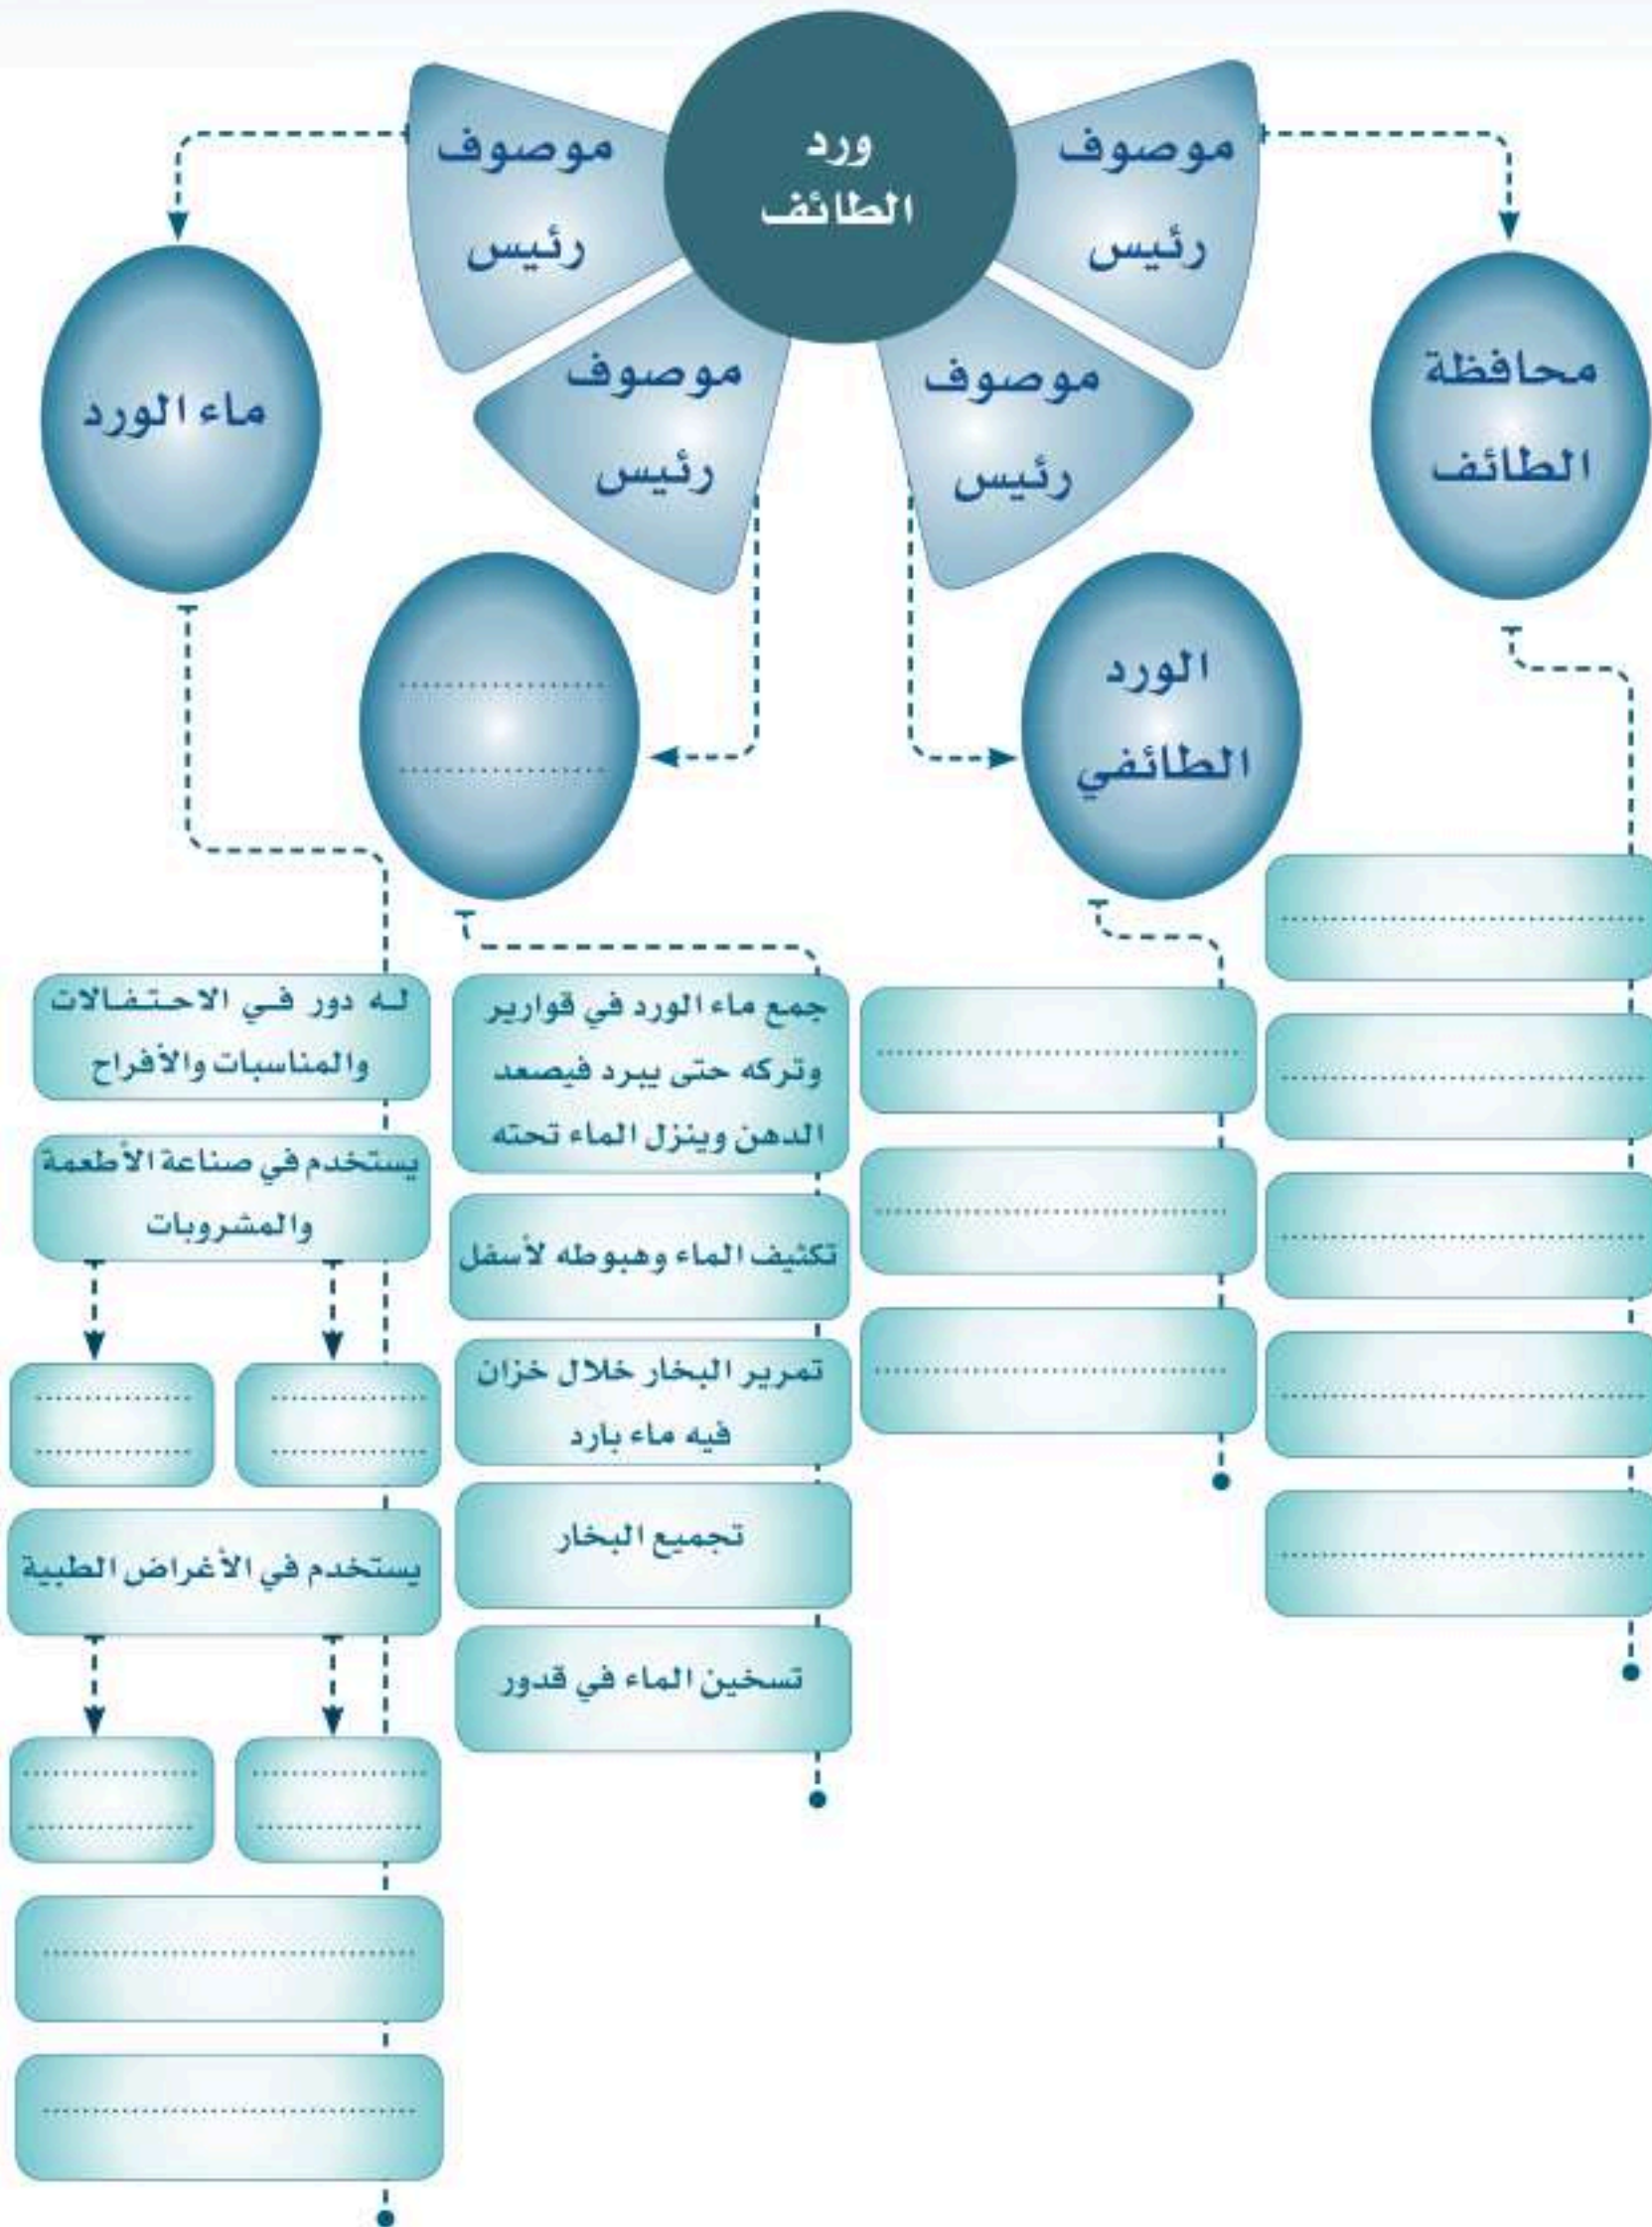 ورد
الطائف
موصوف
رئيس
موصوف
رئيس
موصوف
رئيس
موصوف
رئيس
محافظة
الطائف
الورد
الطائفي
ماء الورد
جمع ماء الورد في قوارير
وتركه حتى يبرد فيصعد
الدهن وينزل الماء تحته
تكثيف الماء وهبوطه لأسفل
تمرير البخار خلال خزان
فيه ماء بارد
تجميع البخار
تسخين الماء في قدور
له دور في الاحتفالات
والمناسبات والأفراح
يستخدم في صناعة الأطعمة
والمشروبات
يستخدم في الأغراض الطبية